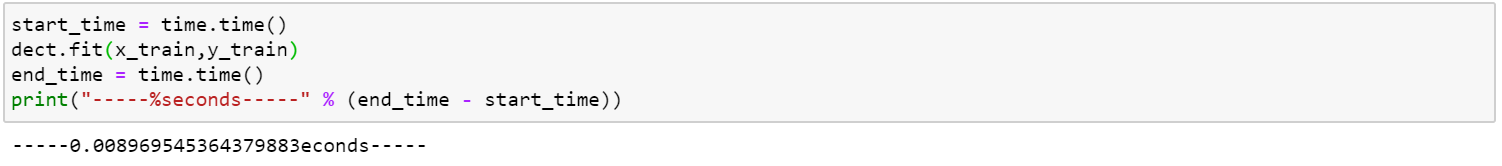 start_time = time.time()
dect.fit(x_train,y_train)
end_time = time.time()
print("-----%seconds-----" % (end_time - start_time))
-----0.008969545364379883econds-----